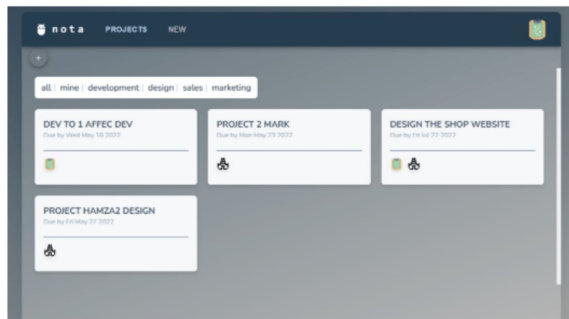 nota PROJECTS NEW
+
all | mine | development | design | sales | marketing
DEV TO 1 AFFEC DEV
Due by Wed May 18 2022
PROJECT 2 MARK
Due by Mon May 23 2022
DESIGN THE SHOP WEBSITE
Due by Fri Jul 22 2022
PROJECT HAMZA2 DESIGN
Due by Fri May 27 2022